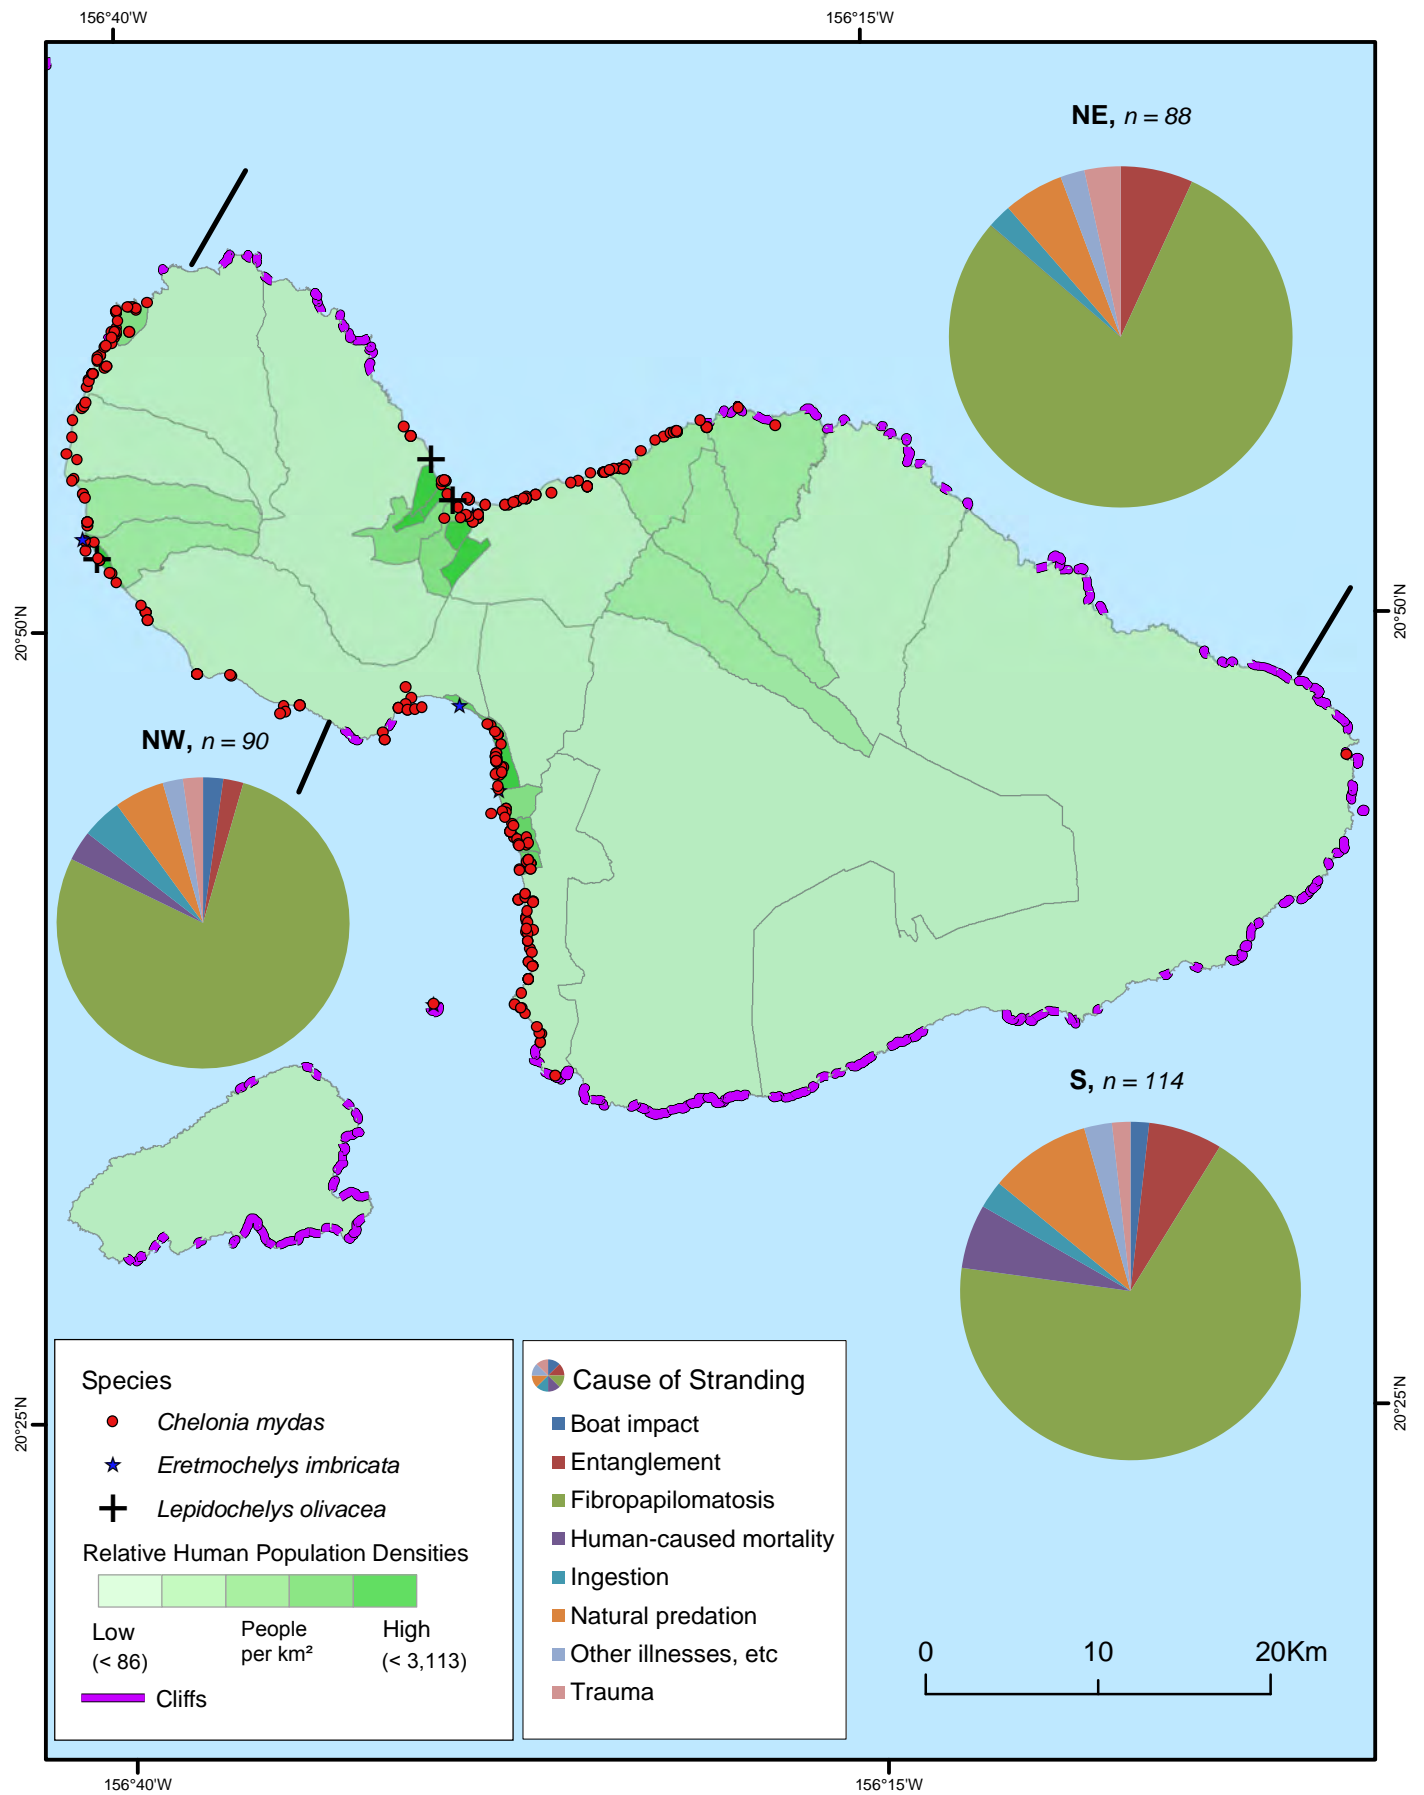 156°40'W
156°15'W
NE, n = 88
20°50'N
20°50'N
NW, n = 90
S, n = 114
20°25'N
20°25'N
Species
Chelonia mydas
Eretmochelys imbricata
Lepidochelys olivacea
Relative Human Population Densities
Low
(< 86)
People
per km²
High
(< 3,113)
Cliffs
Cause of Stranding
Boat impact
Entanglement
Fibropapilomatosis
Human-caused mortality
Ingestion
Natural predation
Other illnesses, etc
Trauma
0 10 20Km
156°40'W
156°15'W